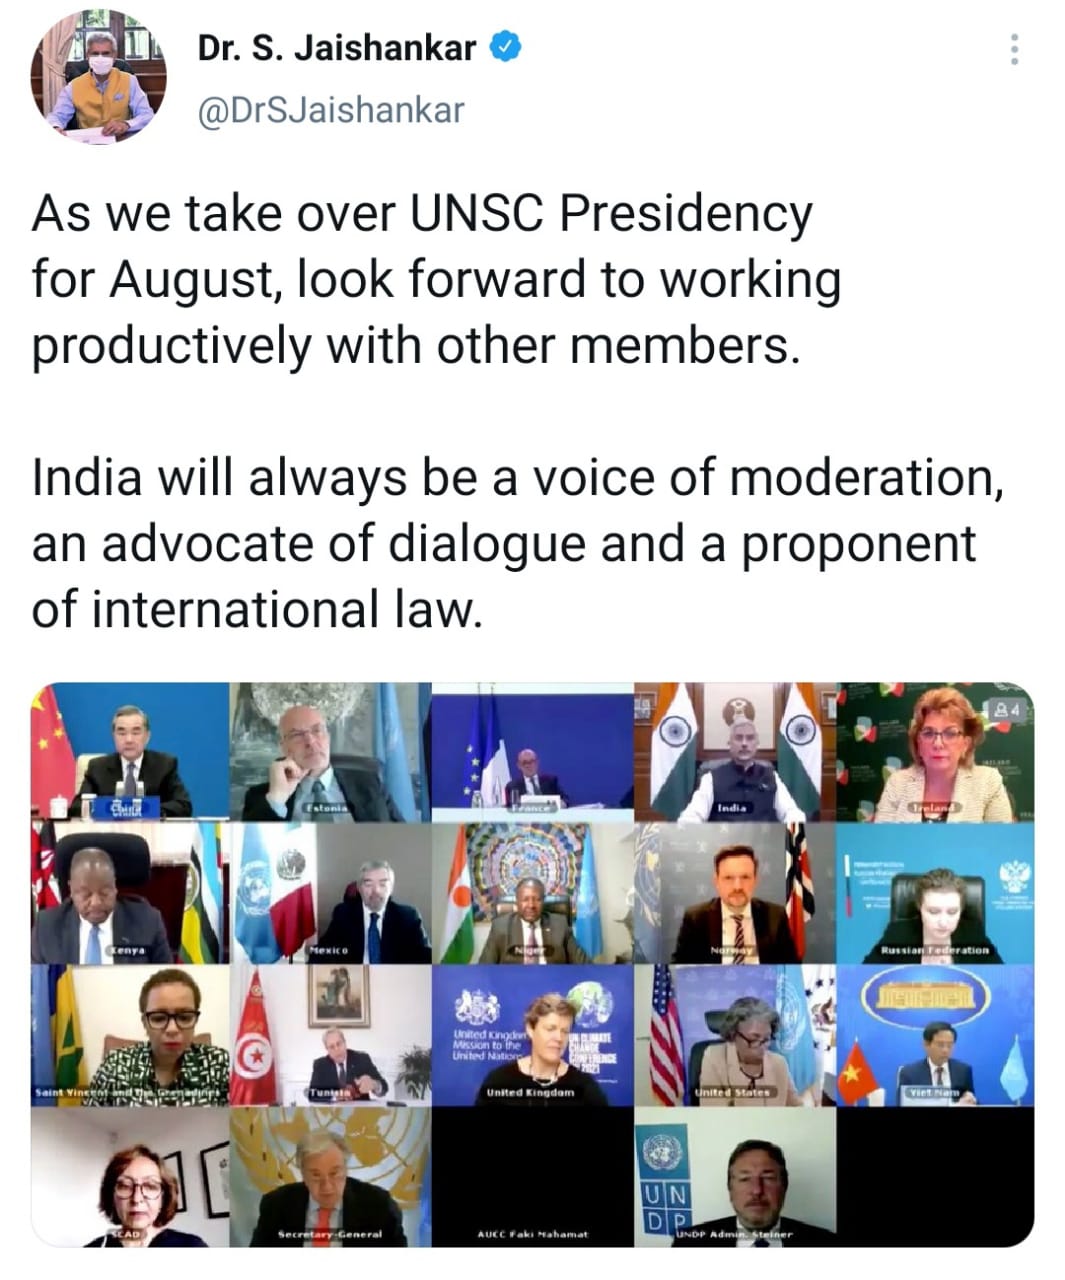 Dr. S. Jaishankar
@DrSJaishankar
As we take over UNSC Presidency
for August, look forward to working
productively with other members.
India will always be a voice of moderation,
an advocate of dialogue and a proponent
of international law.
4
China
Estonia
France
India
Ireland
Kenya
Mexico
Niger
Norway
Russian Federation
United Kingdom
Mission to the
United Nations
UN CLIMATE
CHANGE
CONFERENCE
2021
Saint Vincent and the Grenadines
Tunisia
United Kingdom
United States
Viet Nam
UN
DP
SCAD
Secretary-General
AUCC Faki Mahamat
UNDP Admin. Steiner